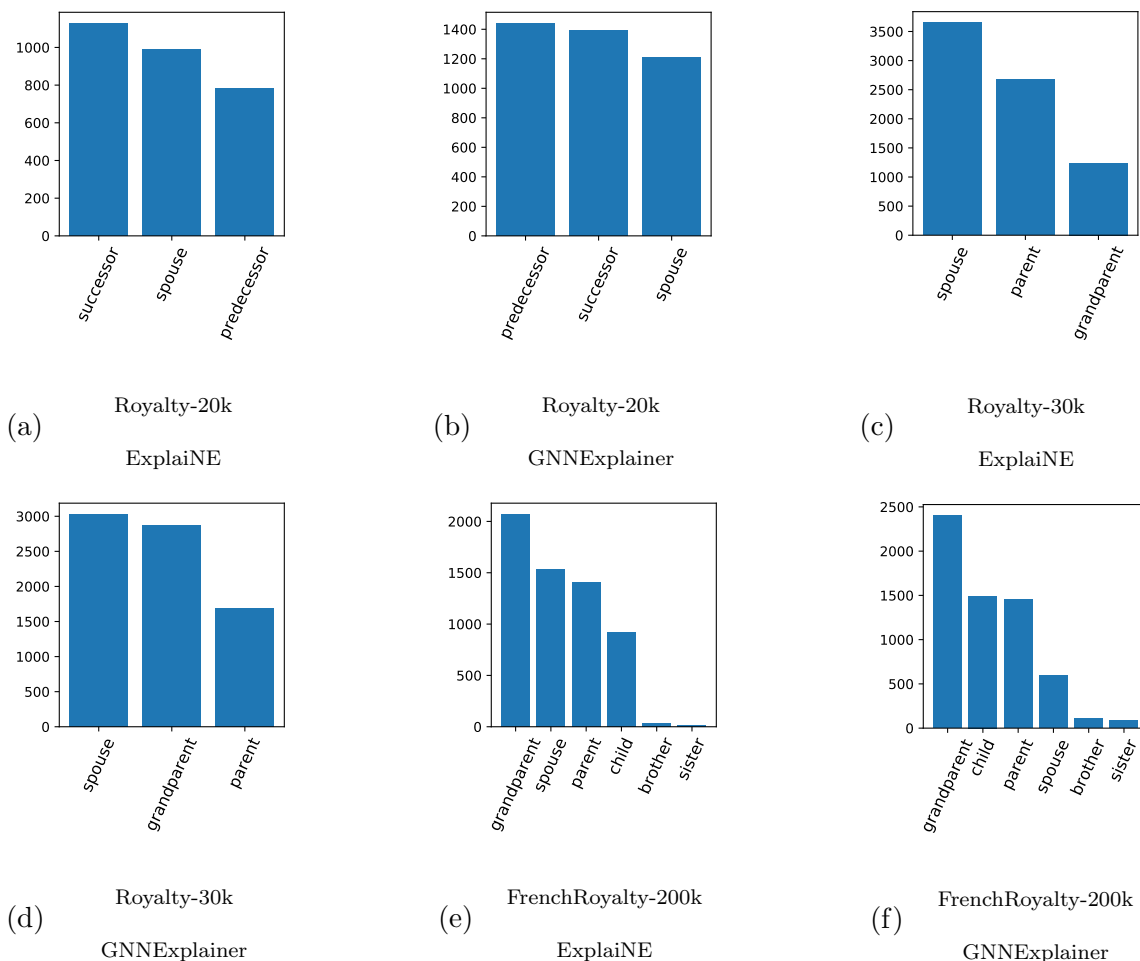 1000
800
600
400
200
0
successor
spouse
predecessor
(a)
Royalty-20k
ExplaiNE
1400
1200
1000
800
600
400
200
0
predecessor
successor
spouse
(b)
Royalty-20k
GNNExplainer
3500
3000
2500
2000
1500
1000
500
0
spouse
parent
grandparent
(c)
Royalty-30k
ExplaiNE
3000
2500
2000
1500
1000
500
0
spouse
grandparent
parent
(d)
Royalty-30k
GNNExplainer
2000
1500
1000
500
0
grandparent
spouse
parent
child
brother
sister
(e)
FrenchRoyalty-200k
ExplaiNE
2500
2000
1500
1000
500
0
grandparent
child
parent
spouse
brother
sister
(f)
FrenchRoyalty-200k
GNNExplainer